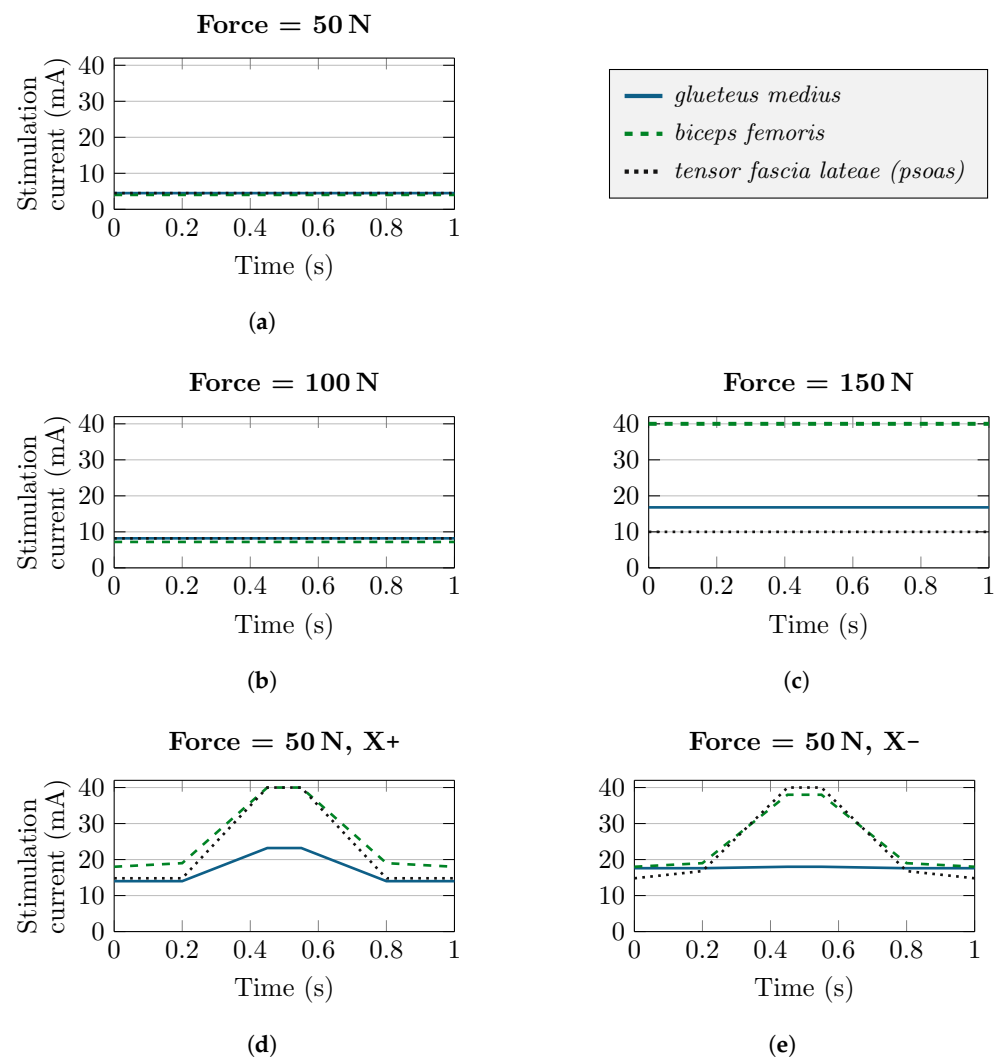 Force = 50 N
Stimulation
current (mA)
40
30
20
10
0
0 0.2 0.4 0.6 0.8 1
Time (s)
(a)
glueteus medius
biceps femoris
tensor fascia lateae (psoas)
Force = 100 N
Stimulation
current (mA)
40
30
20
10
0
0 0.2 0.4 0.6 0.8 1
Time (s)
(b)
Force = 150 N
40
30
20
10
0
0 0.2 0.4 0.6 0.8 1
Time (s)
(c)
Force = 50 N, X+
Stimulation
current (mA)
40
30
20
10
0
0 0.2 0.4 0.6 0.8 1
Time (s)
(d)
Force = 50 N, X-
40
30
20
10
0
0 0.2 0.4 0.6 0.8 1
Time (s)
(e)